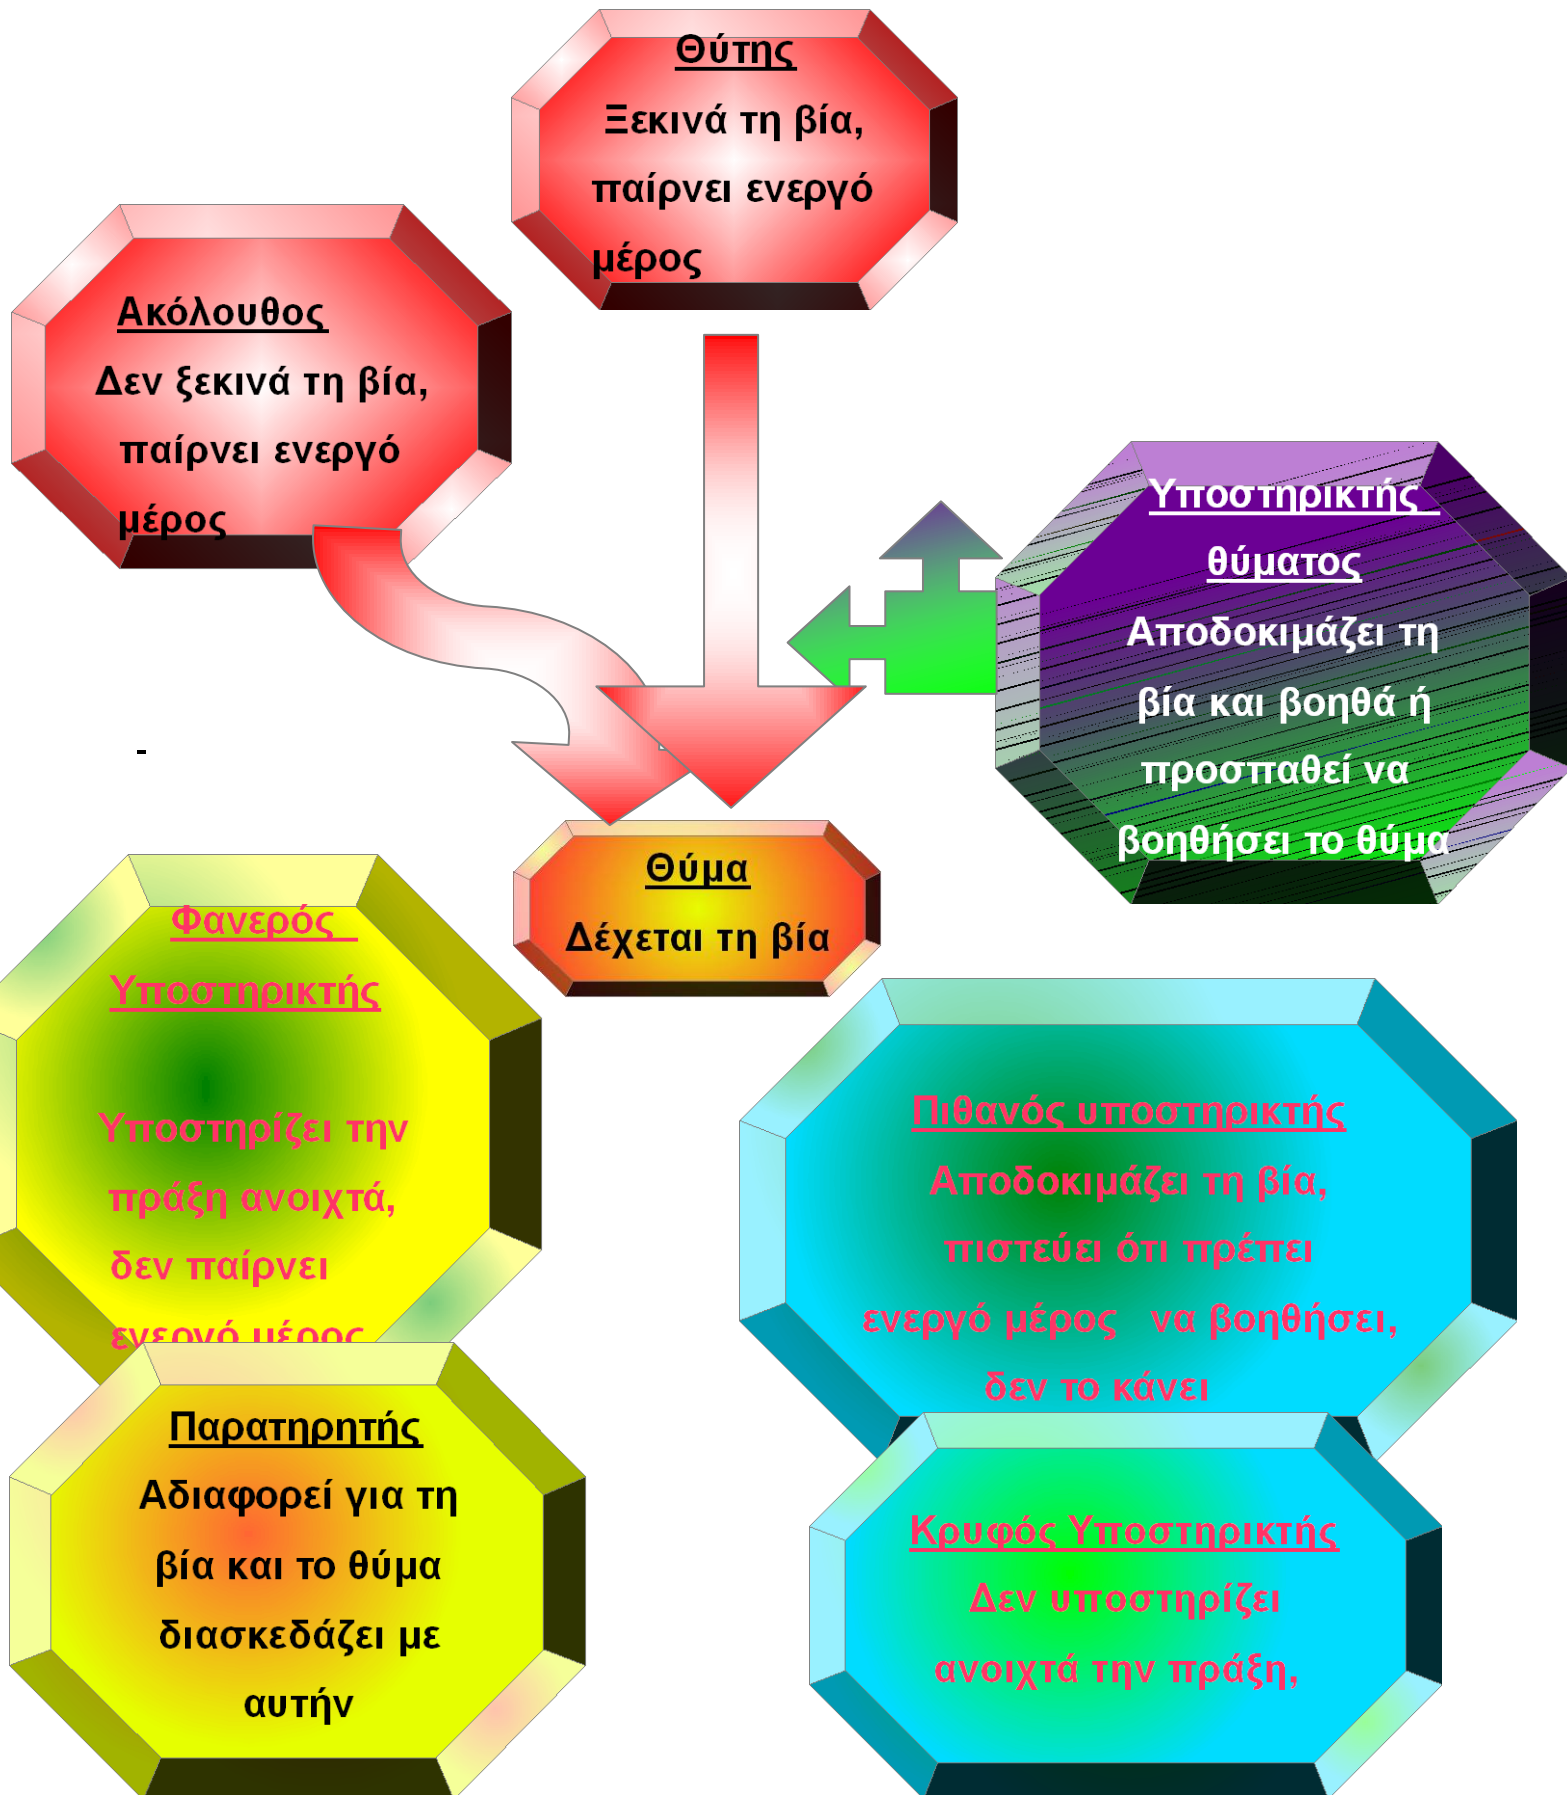 Θύτης
Ξεκινά τη βία,
παίρνει ενεργό
μέρος
Ακόλουθος
Δεν ξεκινά τη βία,
παίρνει ενεργό
μέρος
Υποστηρικτής
θύματος
Αποδοκιμάζει τη
βία και βοηθά ή
προσπαθεί να
βοηθήσει το θύμα
-
Θύμα
Δέχεται τη βία
Φανερός
Υποστηρικτής
Υποστηρίζει την
πράξη ανοιχτά,
δεν παίρνει
ενεργό μέρος
Πιθανός υποστηρικτής
Αποδοκιμάζει τη βία,
πιστεύει ότι πρέπει
ενεργό μέρος   να βοηθήσει,
δεν το κάνει
Παρατηρητής
Αδιαφορεί για τη
βία και το θύμα
διασκεδάζει με
αυτήν
Κρυφός Υποστηρικτής
Δεν υποστηρίζει
ανοιχτά την πράξη,